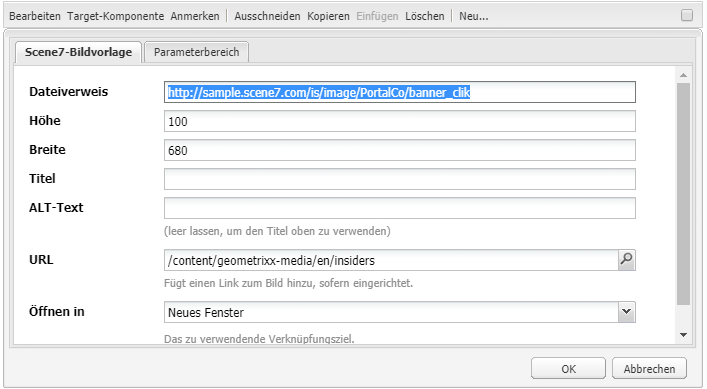 Bearbeiten Target-Komponente Anmerken Ausschneiden Kopieren Einfügen Löschen Neu...
Scene7-Bildvorlage Parameterbereich
Dateiverweis http://sample.scene7.com/is/image/PortalCo/banner_clik
Höhe 100
Breite 680
Titel
ALT-Text
(leer lassen, um den Titel oben zu verwenden)
URL /content/geometrixx-media/en/insiders
Fügt einen Link zum Bild hinzu, sofern eingerichtet.
Öffnen in Neues Fenster
Das zu verwendende Verknüpfungsziel.
OK Abbrechen